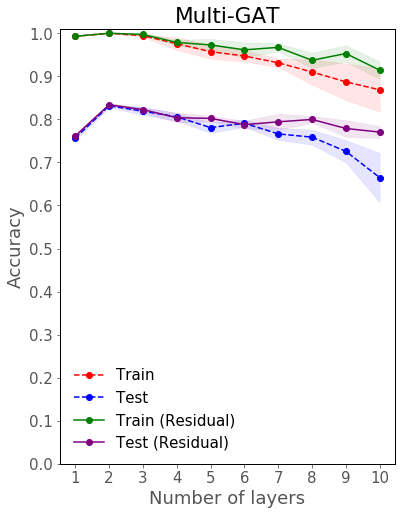 Multi-GAT
1.0
0.9
0.8
0.7
0.6
0.5
0.4
0.3
0.2
0.1
0.0
Accuracy
Train
Test
Train (Residual)
Test (Residual)
1 2 3 4 5 6 7 8 9 10
Number of layers